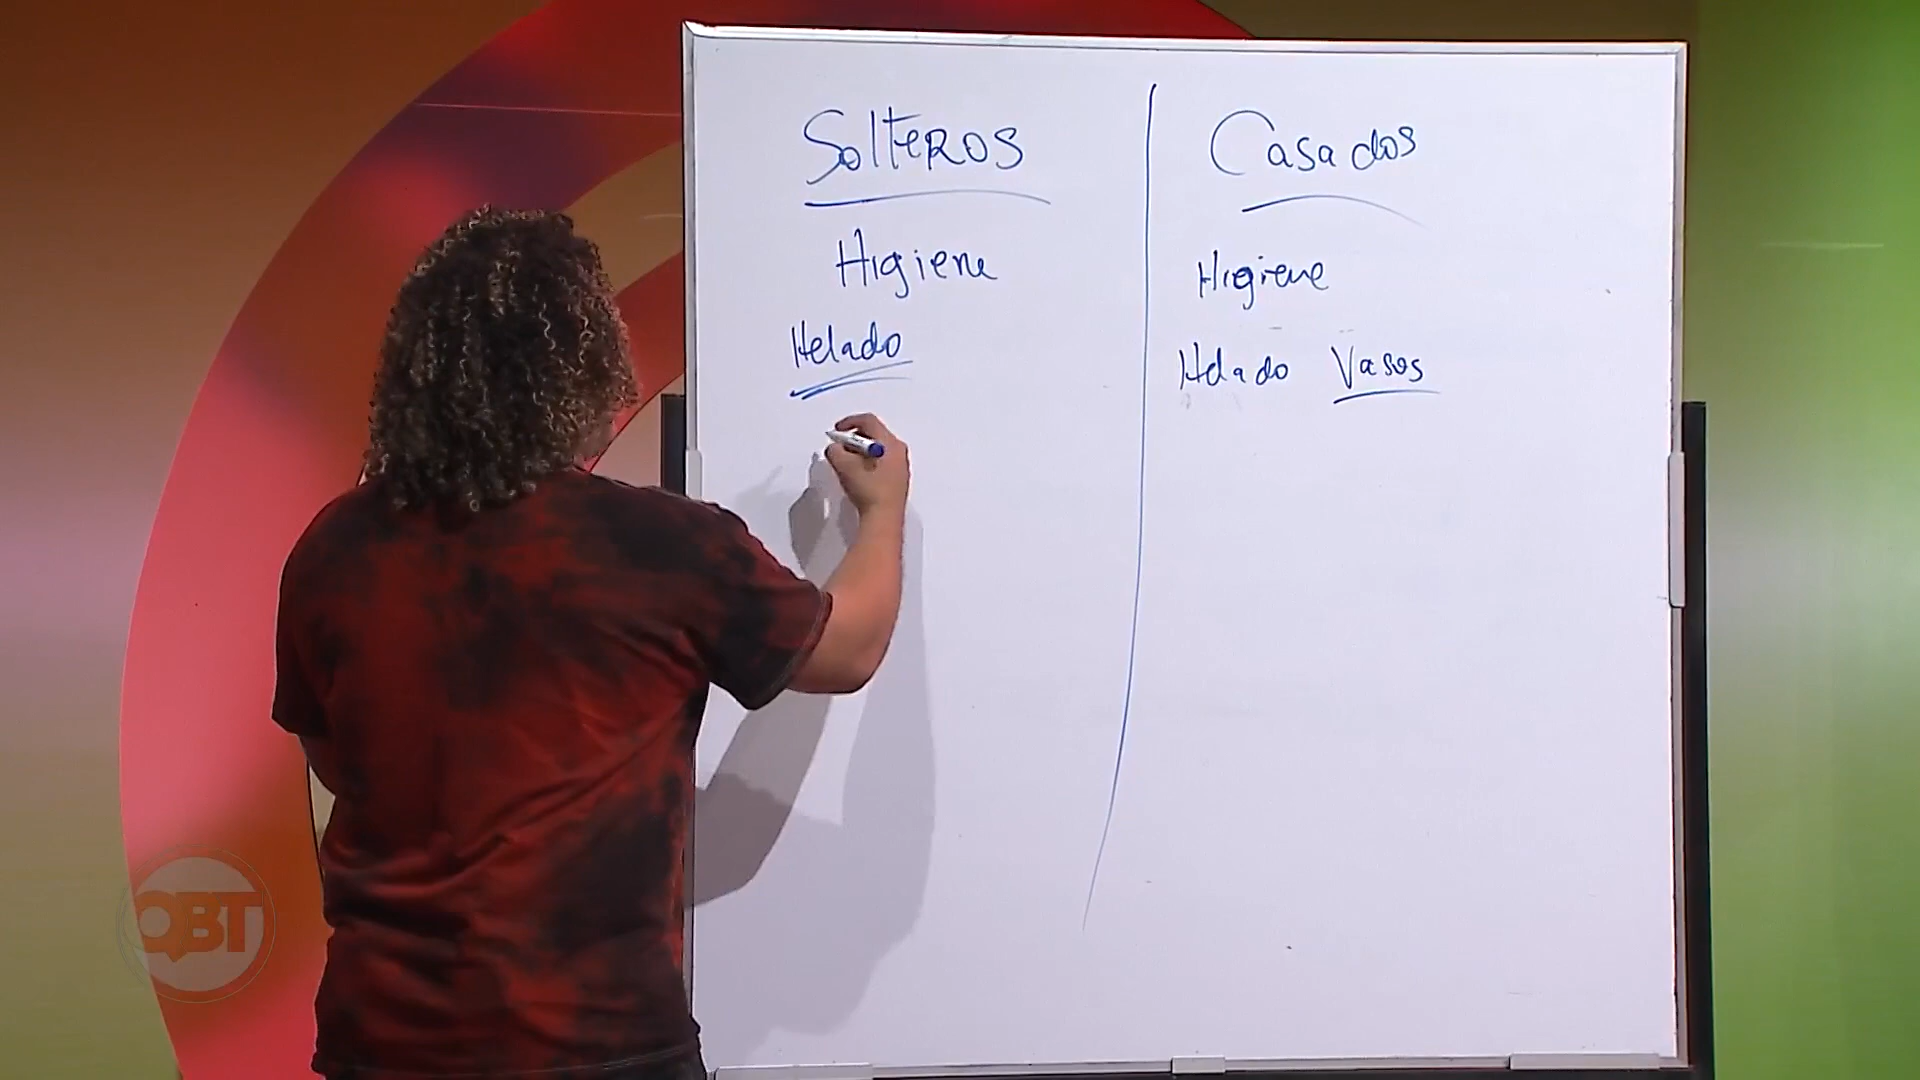 Solteros
Higiene
Helado
Casados
Higiene
Helado Vasos
QBT